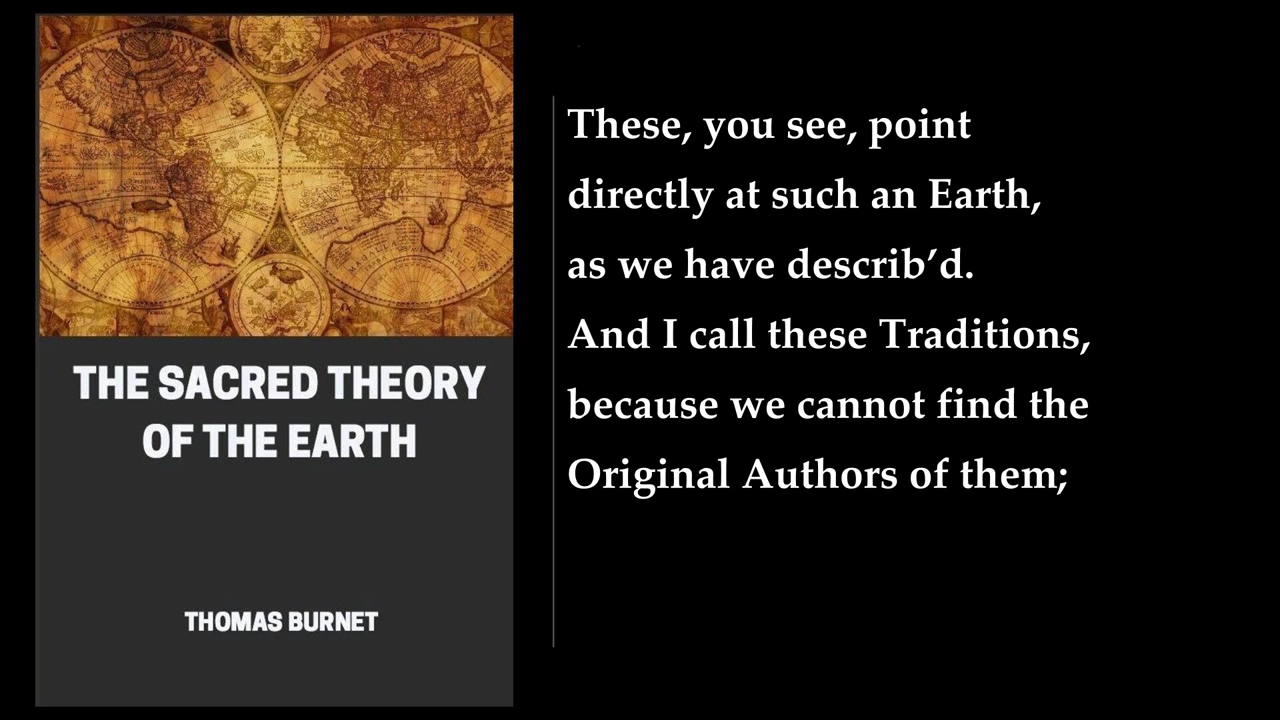 THE SACRED THEORY
OF THE EARTH
THOMAS BURNET
These, you see, point
directly at such an Earth,
as we have describ’d.
And I call these Traditions,
because we cannot find the
Original Authors of them;